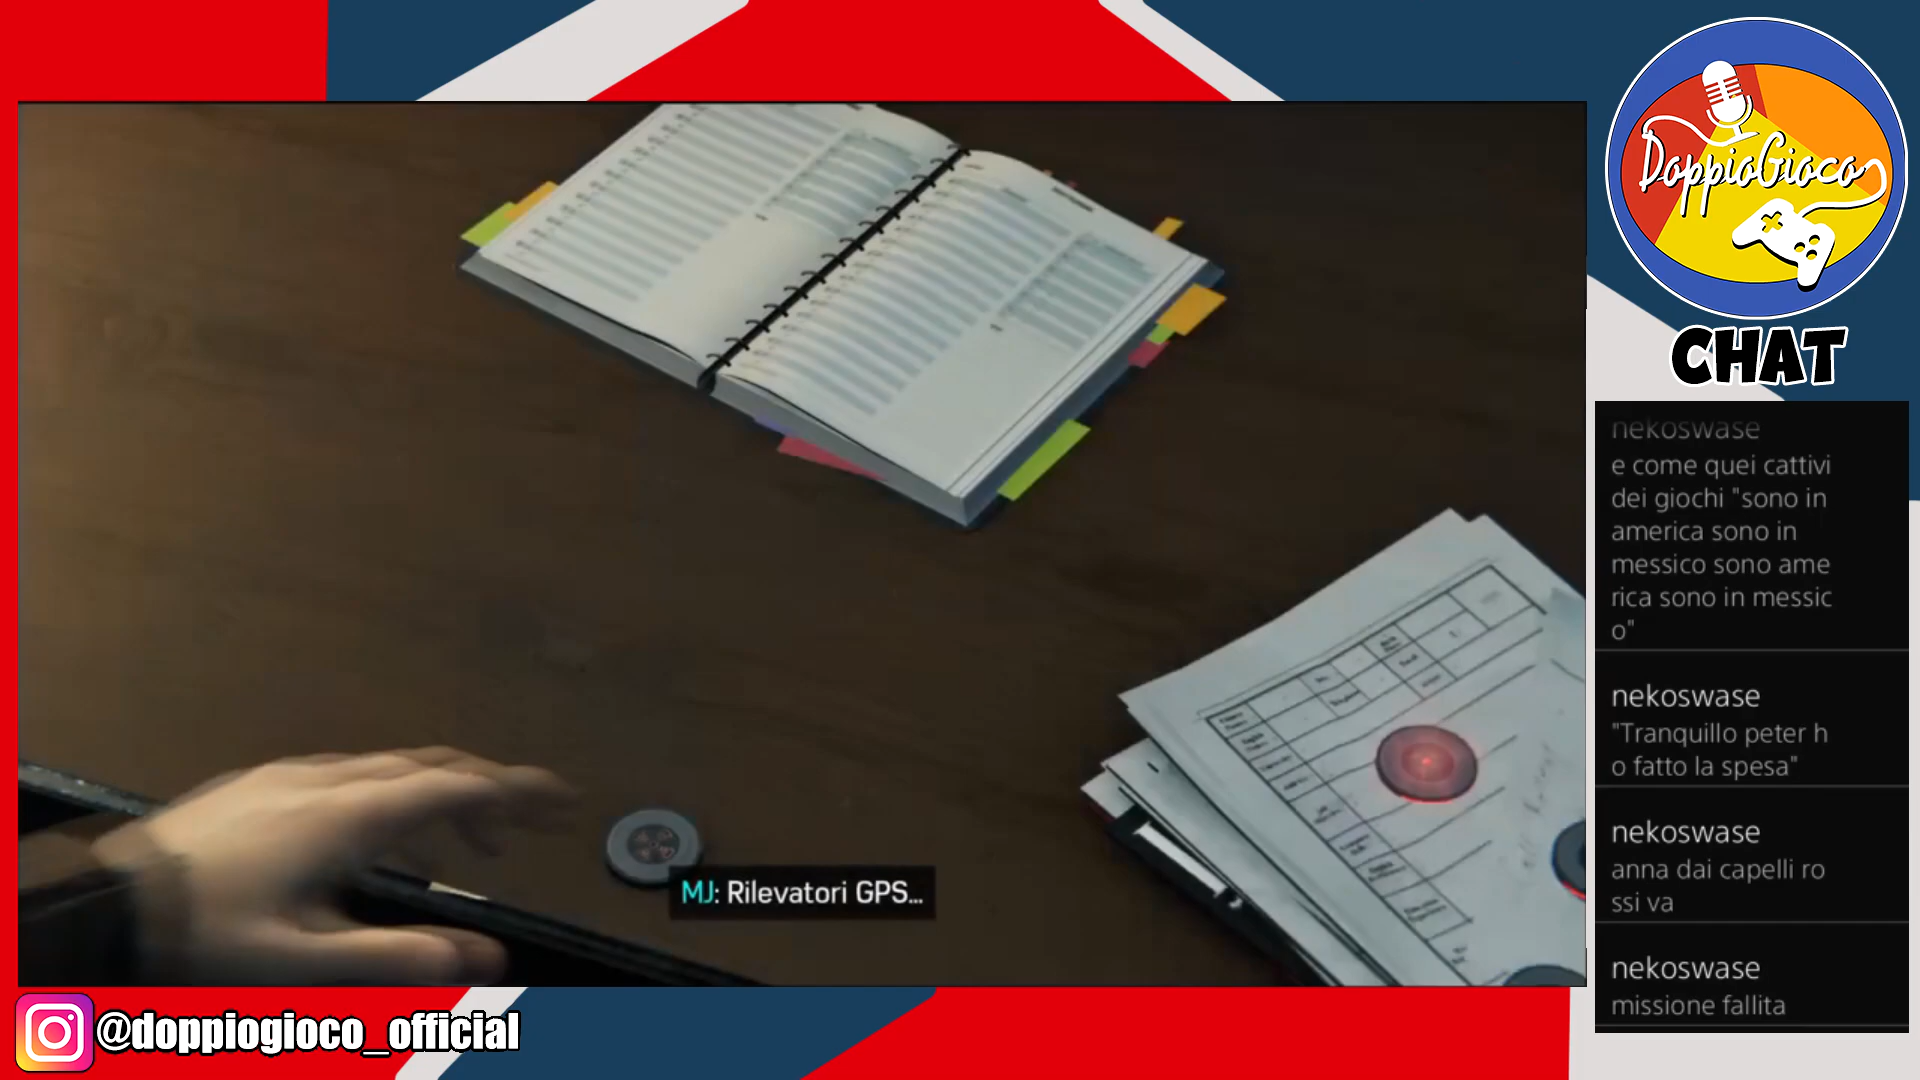 DoppioGioco
CHAT
nekoswase
e come quei cattivi
dei giochi "sono in
america sono in
messico sono ame
rica sono in messic
o"
nekoswase
"Tranquillo peter h
o fatto la spesa"
nekoswase
anna dai capelli ro
ssi va
nekoswase
missione fallita
MJ: Rilevatori GPS...
@doppiogioco_official